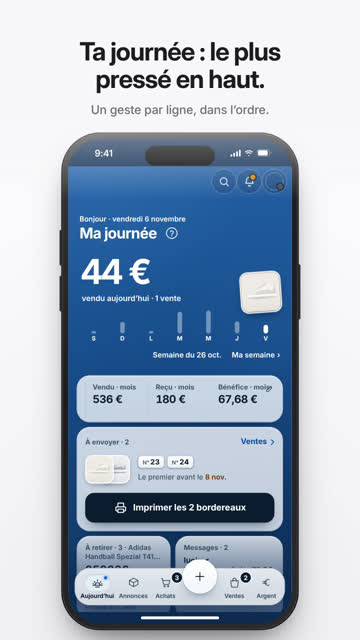 Ta journée : le plus
pressé en haut.
Un geste par ligne, dans l'ordre.
9:41
Bonjour · vendredi 6 novembre
Ma journée ?
44 €
vendu aujourd'hui · 1 vente
S D L M M J V
Semaine du 26 oct. Ma semaine ›
Vendu · mois Reçu · mois Bénéfice · mois
536 € 180 € 67,68 €
À envoyer · 2 Ventes ›
N° 23 N° 24
Le premier avant le 8 nov.
Imprimer les 2 bordereaux
À retirer · 3 · Adidas
Handball Spezial T41...
Messages · 2
3 + 2
Aujourd'hui Annonces Achats Ventes Argent